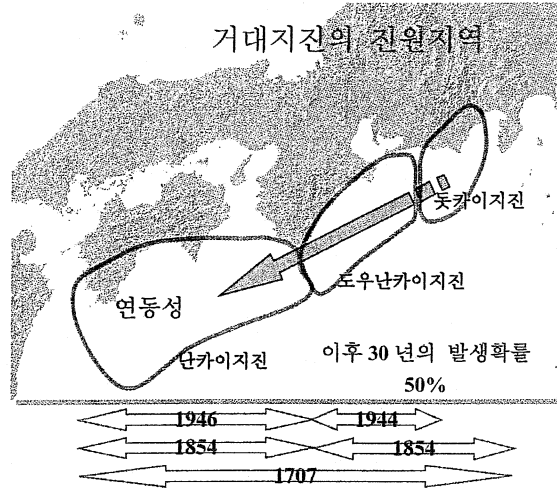 거대지진의 진원지역
돗카이지진
도우난카이지진
연동성
난카이지진
이후 30 년의 발생확률
50%
1946 1944
1854 1854
1707